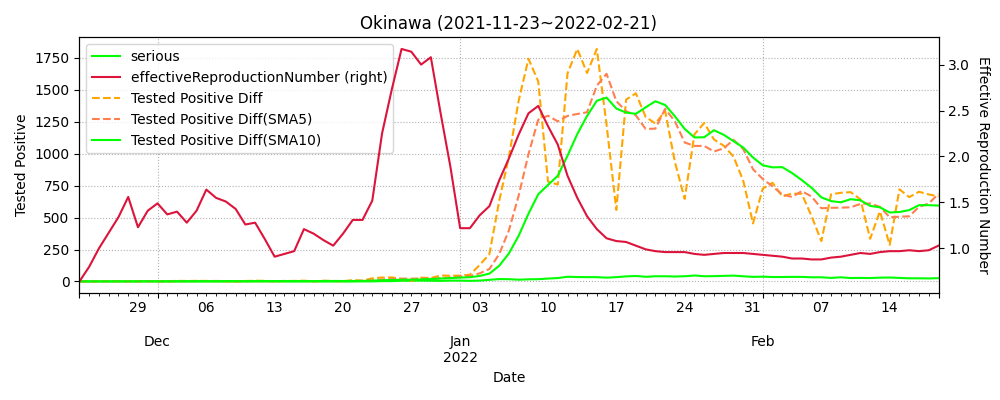 Okinawa (2021-11-23~2022-02-21)
serious
effectiveReproductionNumber (right)
Tested Positive Diff
Tested Positive Diff(SMA5)
Tested Positive Diff(SMA10)
Tested Positive
1750
1500
1250
1000
750
500
250
0
Effective Reproduction Number
3.0
2.5
2.0
1.5
1.0
29 06 13 20 27 03 10 17 24 31 07 14
Dec Jan Feb
2022
Date